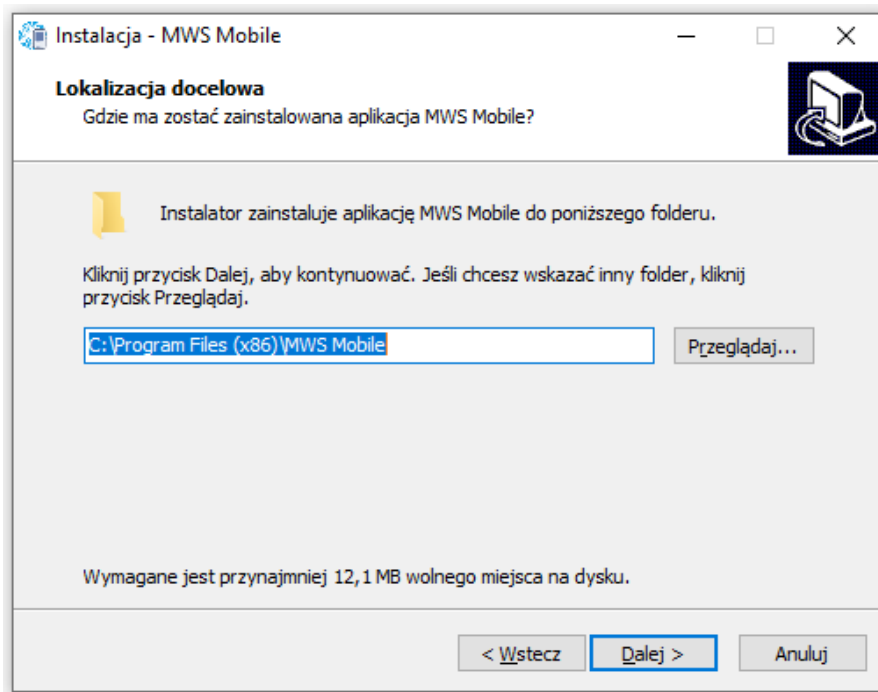 Instalacja - MWS Mobile
Lokalizacja docelowa
Gdzie ma zostać zainstalowana aplikacja MWS Mobile?
Instalator zainstaluje aplikację MWS Mobile do poniższego folderu.
Kliknij przycisk Dalej, aby kontynuować. Jeśli chcesz wskazać inny folder, kliknij
przycisk Przeglądaj.
C:\Program Files (x86)\MWS Mobile
Przeglądaj...
Wymagane jest przynajmniej 12,1 MB wolnego miejsca na dysku.
< Wstecz
Dalej >
Anuluj